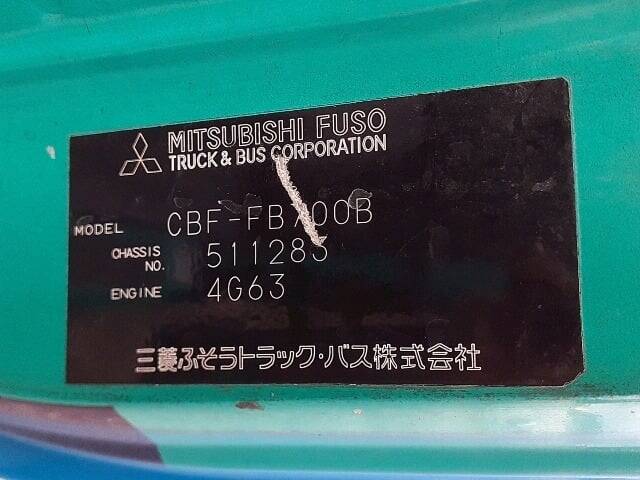 MITSUBISHI FUSO
TRUCK & BUS CORPORATION
MODEL CBF-FB700B
CHASSIS NO. 511283
ENGINE 4G63
三菱ふそうトラック・バス株式会社